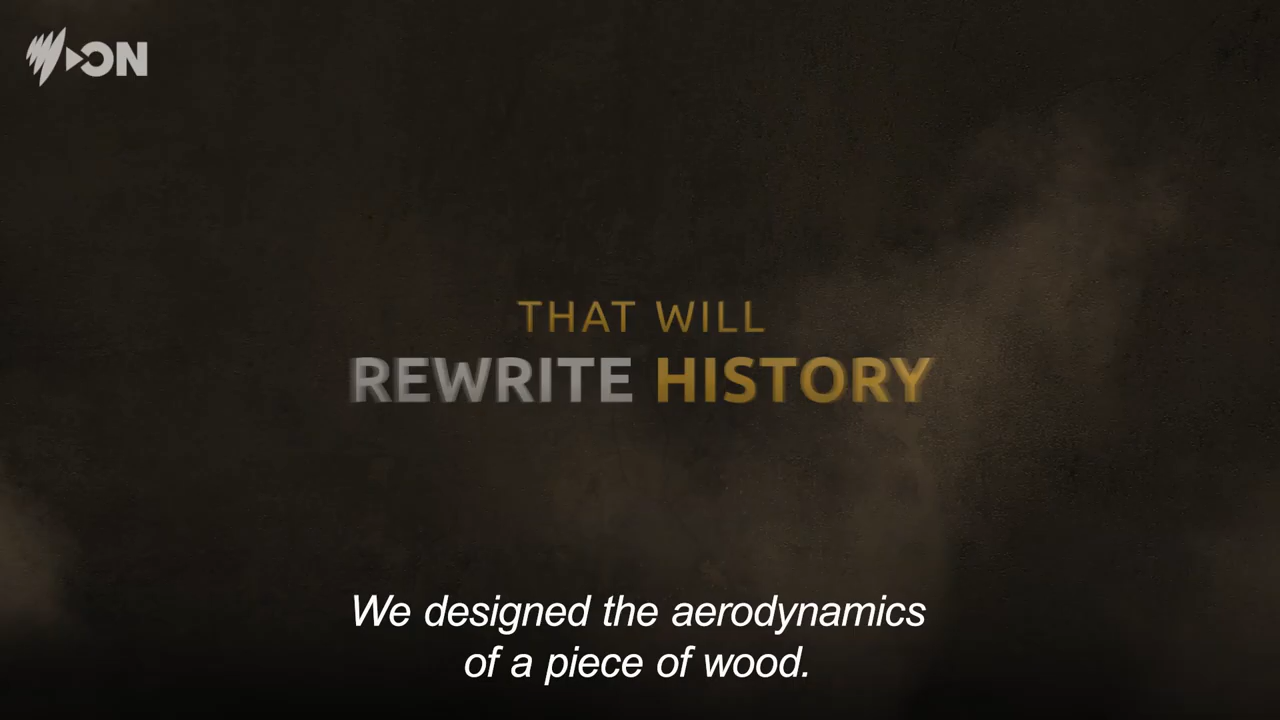 ON
THAT WILL
REWRITE HISTORY
We designed the aerodynamics
of a piece of wood.